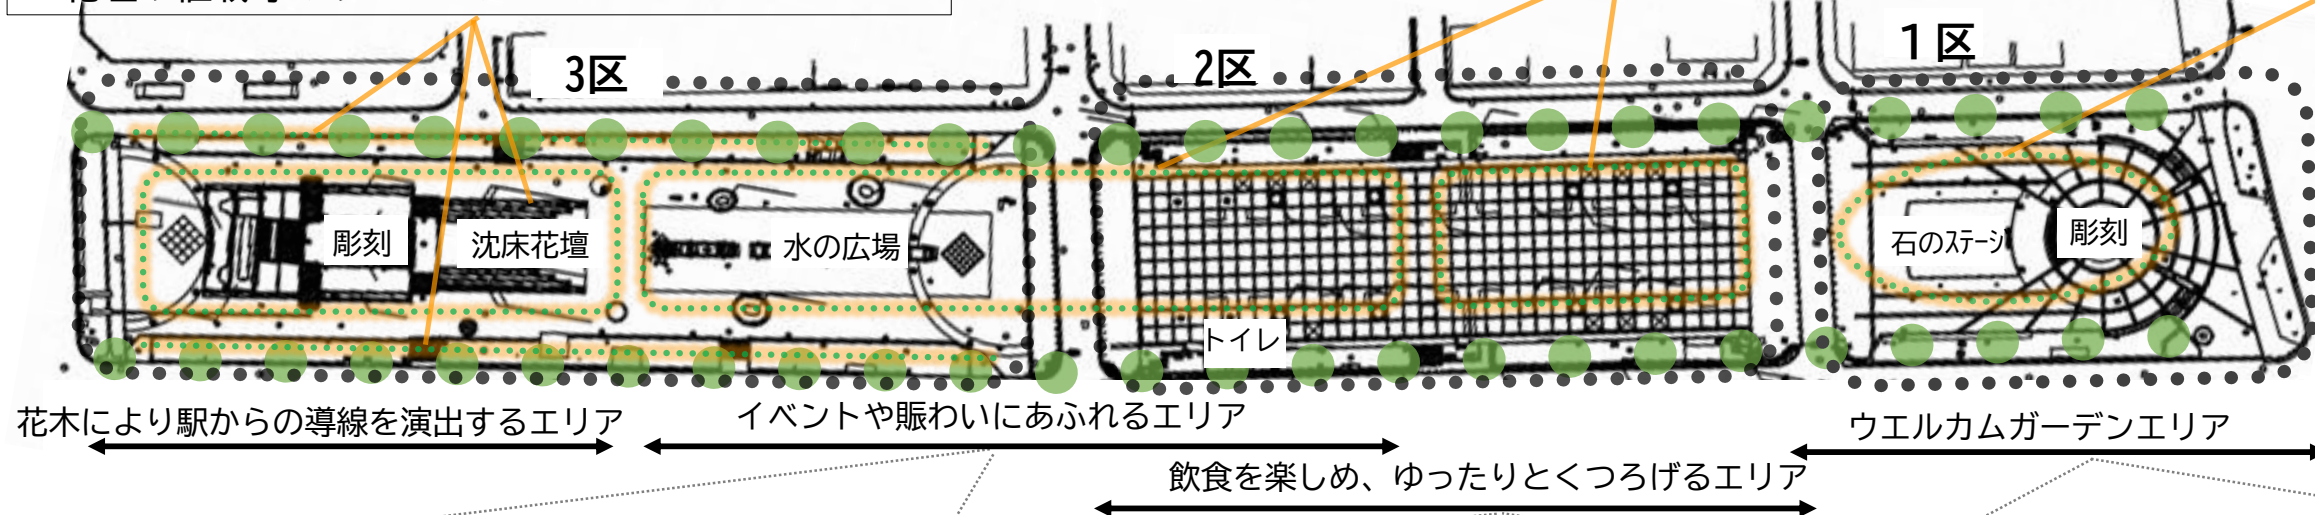 3区
2区
1区
彫刻
沈床花壇
水の広場
トイレ
石のステージ
彫刻
花木により駅からの導線を演出するエリア
イベントや賑わいにあふれるエリア
ウエルカムガーデンエリア
飲食を楽しめ、ゆったりとくつろげるエリア